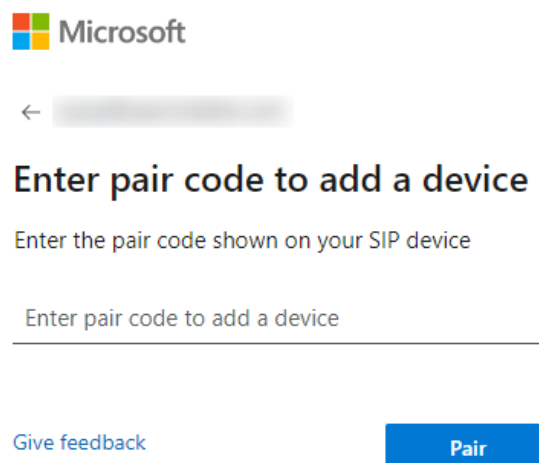 Microsoft
Enter pair code to add a device
Enter the pair code shown on your SIP device
Enter pair code to add a device
Give feedback
Pair